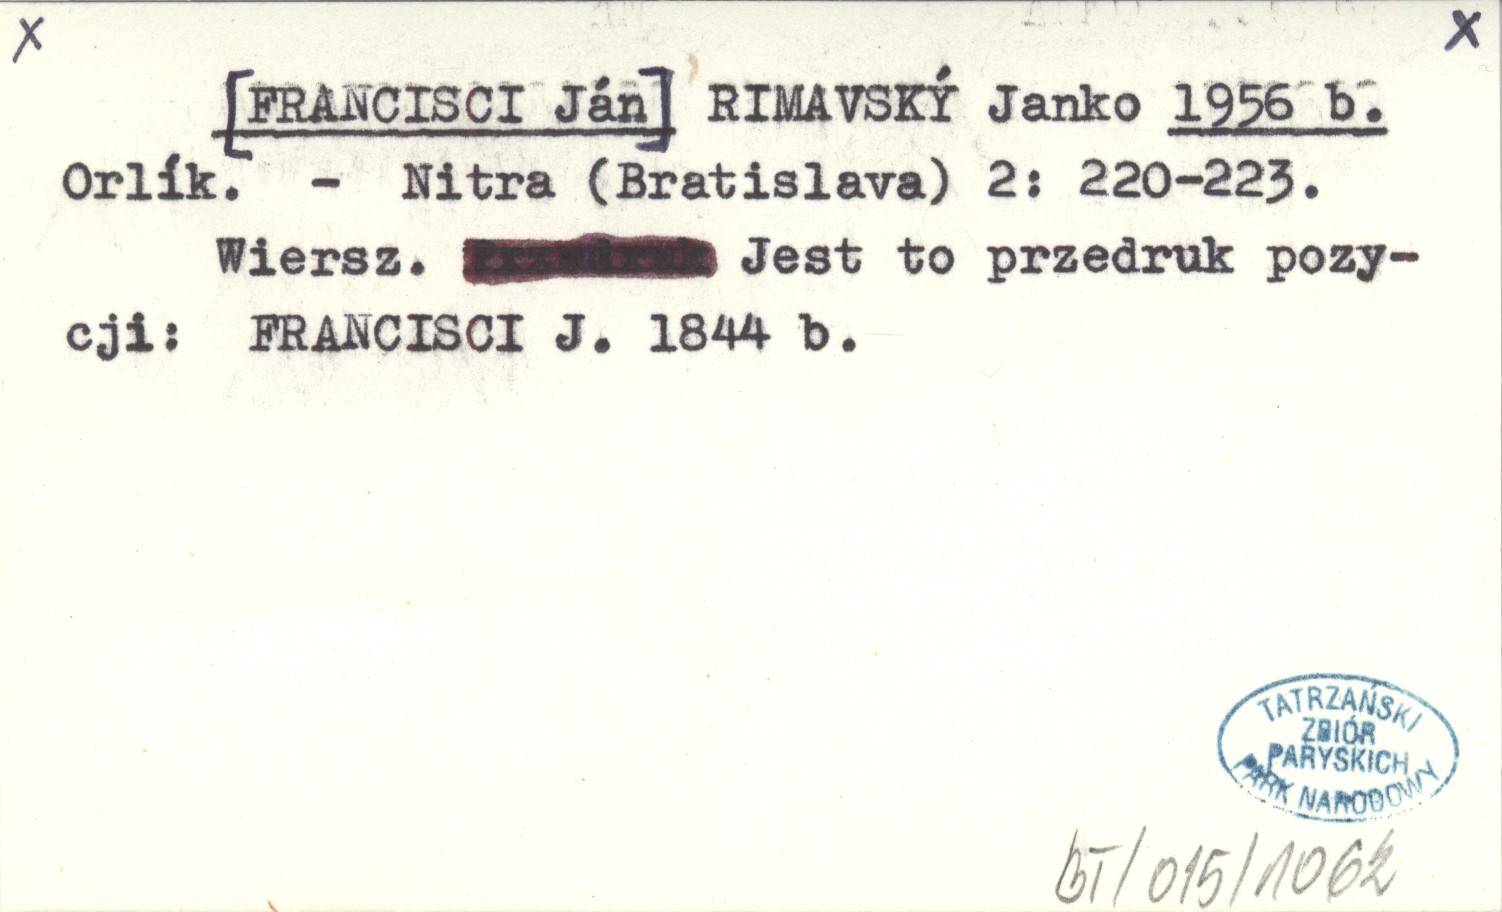 x x
[FRANCISCI Ján] RIMAVSKÝ Janko 1956 b.
Orlík. - Nitra (Bratislava) 2: 220-223.
Wiersz. Jest to przedruk pozy-
cji: FRANCISCI J. 1844 b.
TATRZAŃSKI
ZBIÓR
PARYSKICH
PARK NARODOWY
BT/015/1062